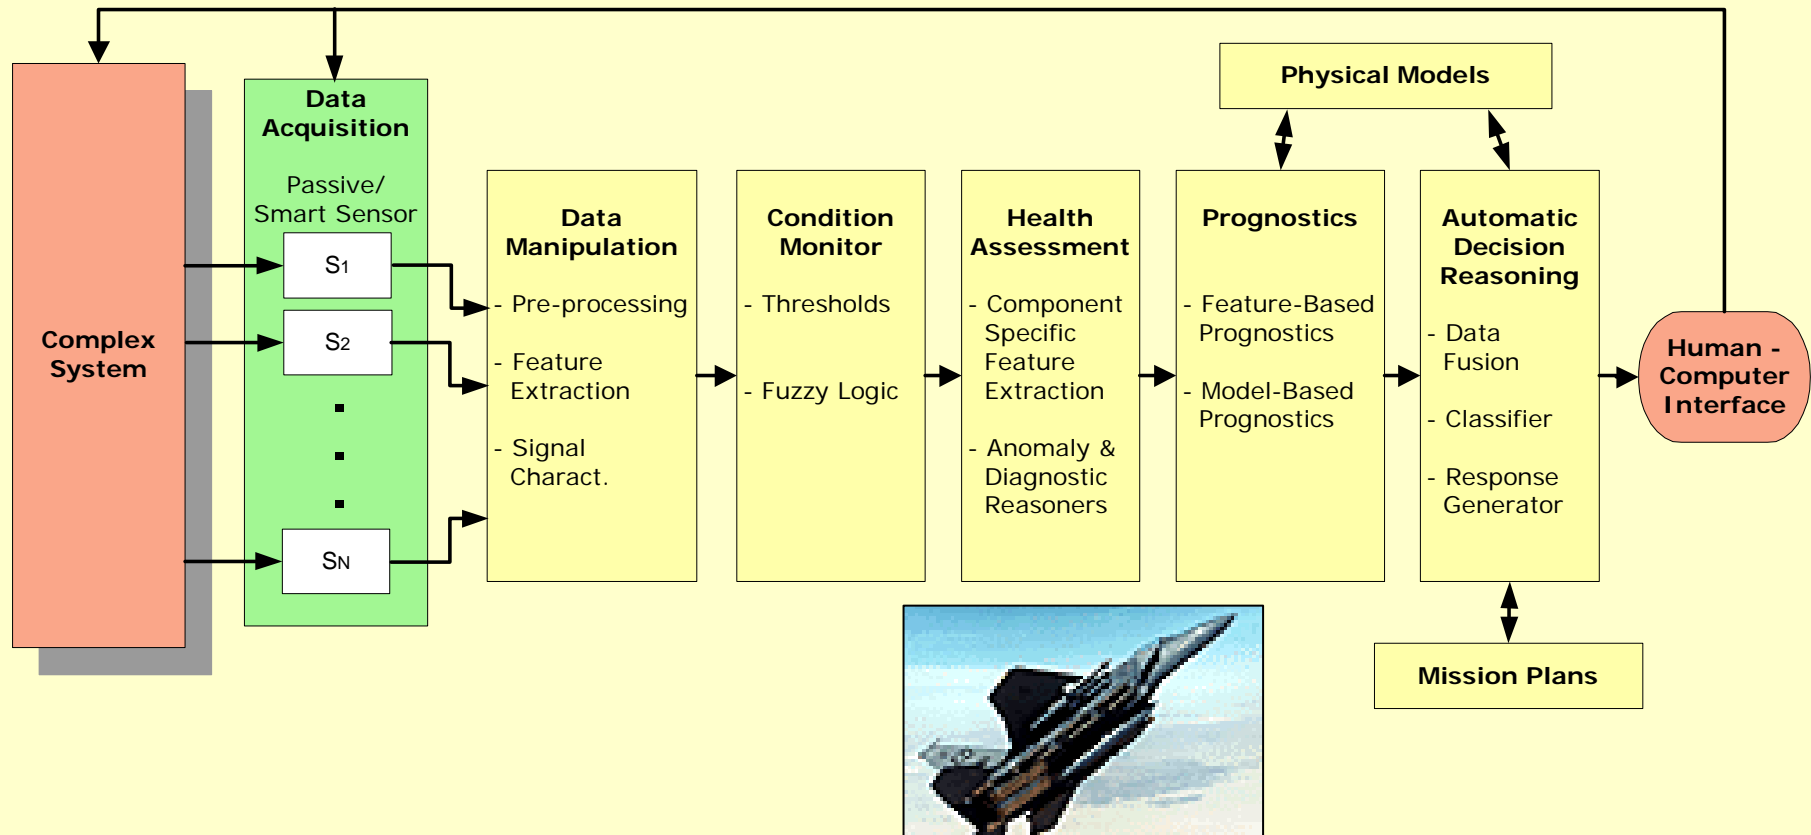 Complex
System
Data
Acquisition
Passive/
Smart Sensor
S1
S2
SN
Data
Manipulation
- Pre-processing
- Feature
Extraction
- Signal
Charact.
Condition
Monitor
- Thresholds
- Fuzzy Logic
Health
Assessment
- Component
Specific
Feature
Extraction
- Anomaly &
Diagnostic
Reasoners
Physical Models
Prognostics
- Feature-Based
Prognostics
- Model-Based
Prognostics
Automatic
Decision
Reasoning
- Data
Fusion
- Classifier
- Response
Generator
Mission Plans
Human -
Computer
Interface